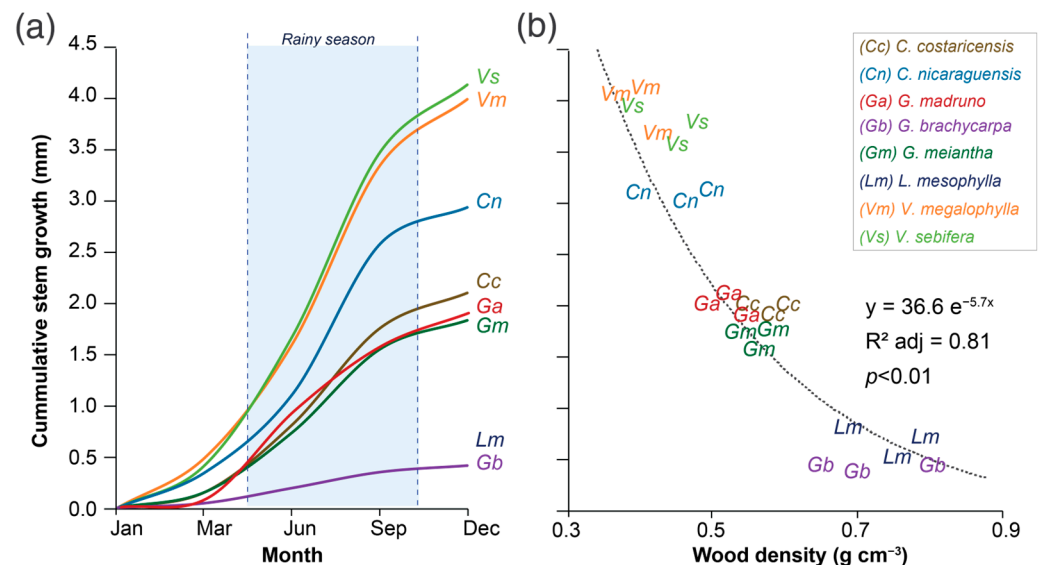 (a)
Cummulative stem growth (mm)
4.5
4.0
3.5
3.0
2.5
2.0
1.5
1.0
0.5
0.0
Rainy season
Vs
Vm
Cn
Cc
Ga
Gm
Lm
Gb
Jan
Mar
Jun
Sep
Dec
Month
(b)
(Cc) C. costaricensis
(Cn) C. nicaraguensis
(Ga) G. madruno
(Gb) G. brachycarpa
(Gm) G. meiantha
(Lm) L. mesophylla
(Vm) V. megalophylla
(Vs) V. sebifera
Vm
Vm
Vs
Vs
Vm
Vs
Cn
Cn
Cn
Ga
Ga
Cc
Cc
Ga
Cc
Gm
Gm
Gm
Lm
Lm
Lm
Gb
Gb
Gb
y = 36.6 e⁻⁵·⁷ˣ
R² adj = 0.81
p<0.01
0.3
0.5
0.7
0.9
Wood density (g cm⁻³)